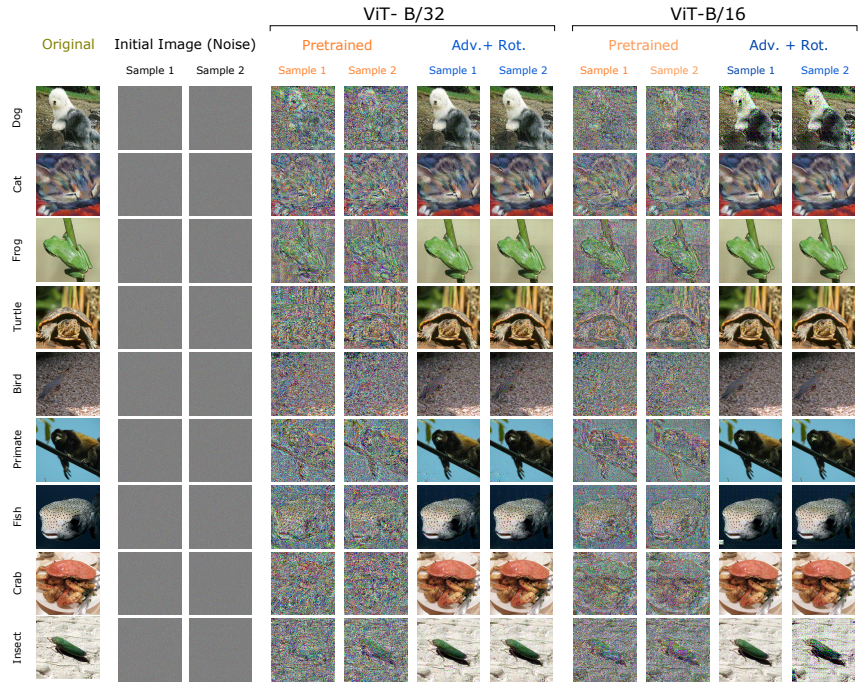 ViT- B/32 ViT-B/16
Original Initial Image (Noise) Pretrained Adv.+ Rot. Pretrained Adv. + Rot.
Sample 1 Sample 2 Sample 1 Sample 2 Sample 1 Sample 2 Sample 1 Sample 2 Sample 1 Sample 2
Dog
Cat
Frog
Turtle
Bird
Primate
Fish
Crab
Insect